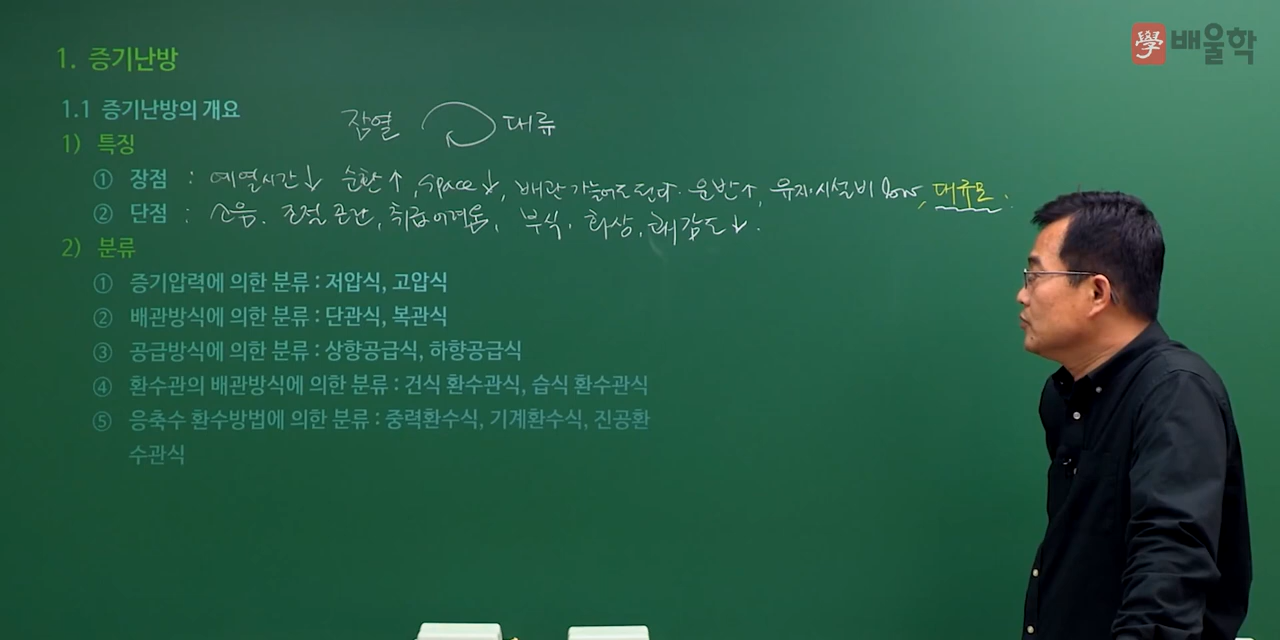 學 배울학
1. 증기난방
1.1 증기난방의 개요
잠열 대류
1) 특징
① 장점 : 예열시간↓ 순환↑, space↓, 배관 가늘어도 된다. 운반↑, 유지·시설비 low, 대규모.
② 단점 : 소음. 조절 곤란, 취급어려움, 부식. 화상, 쾌감도↓.
2) 분류
① 증기압력에 의한 분류 : 저압식, 고압식
② 배관방식에 의한 분류 : 단관식, 복관식
③ 공급방식에 의한 분류 : 상향공급식, 하향공급식
④ 환수관의 배관방식에 의한 분류 : 건식 환수관식, 습식 환수관식
⑤ 응축수 환수방법에 의한 분류 : 중력환수식, 기계환수식, 진공환
수관식